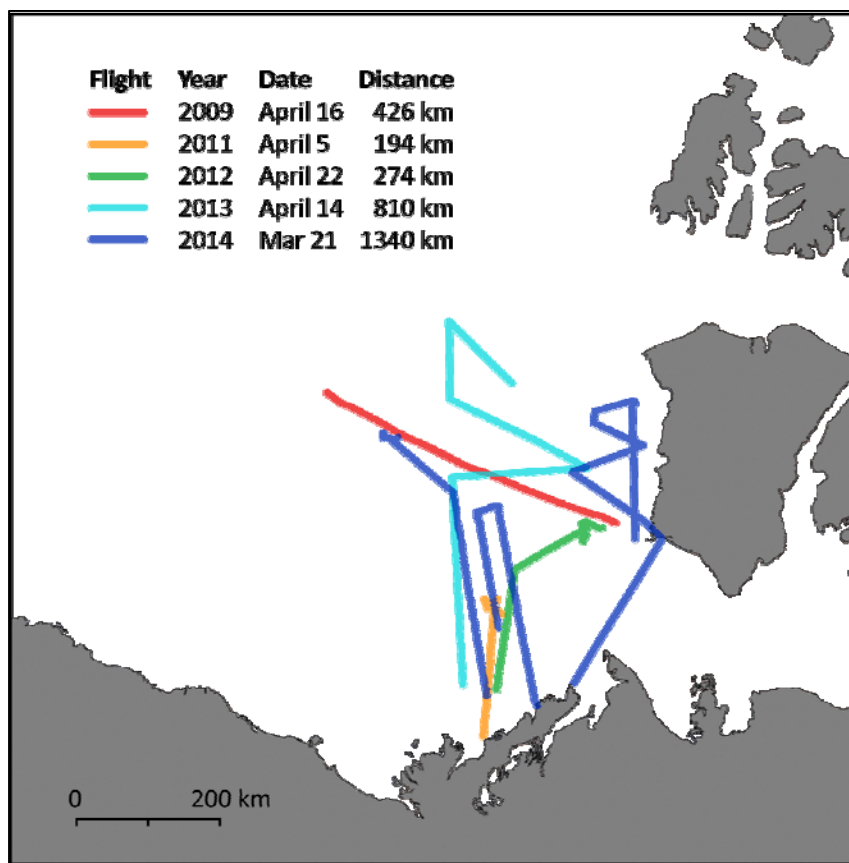 Flight Year Date Distance
2009 April 16 426 km
2011 April 5 194 km
2012 April 22 274 km
2013 April 14 810 km
2014 Mar 21 1340 km
0 200 km